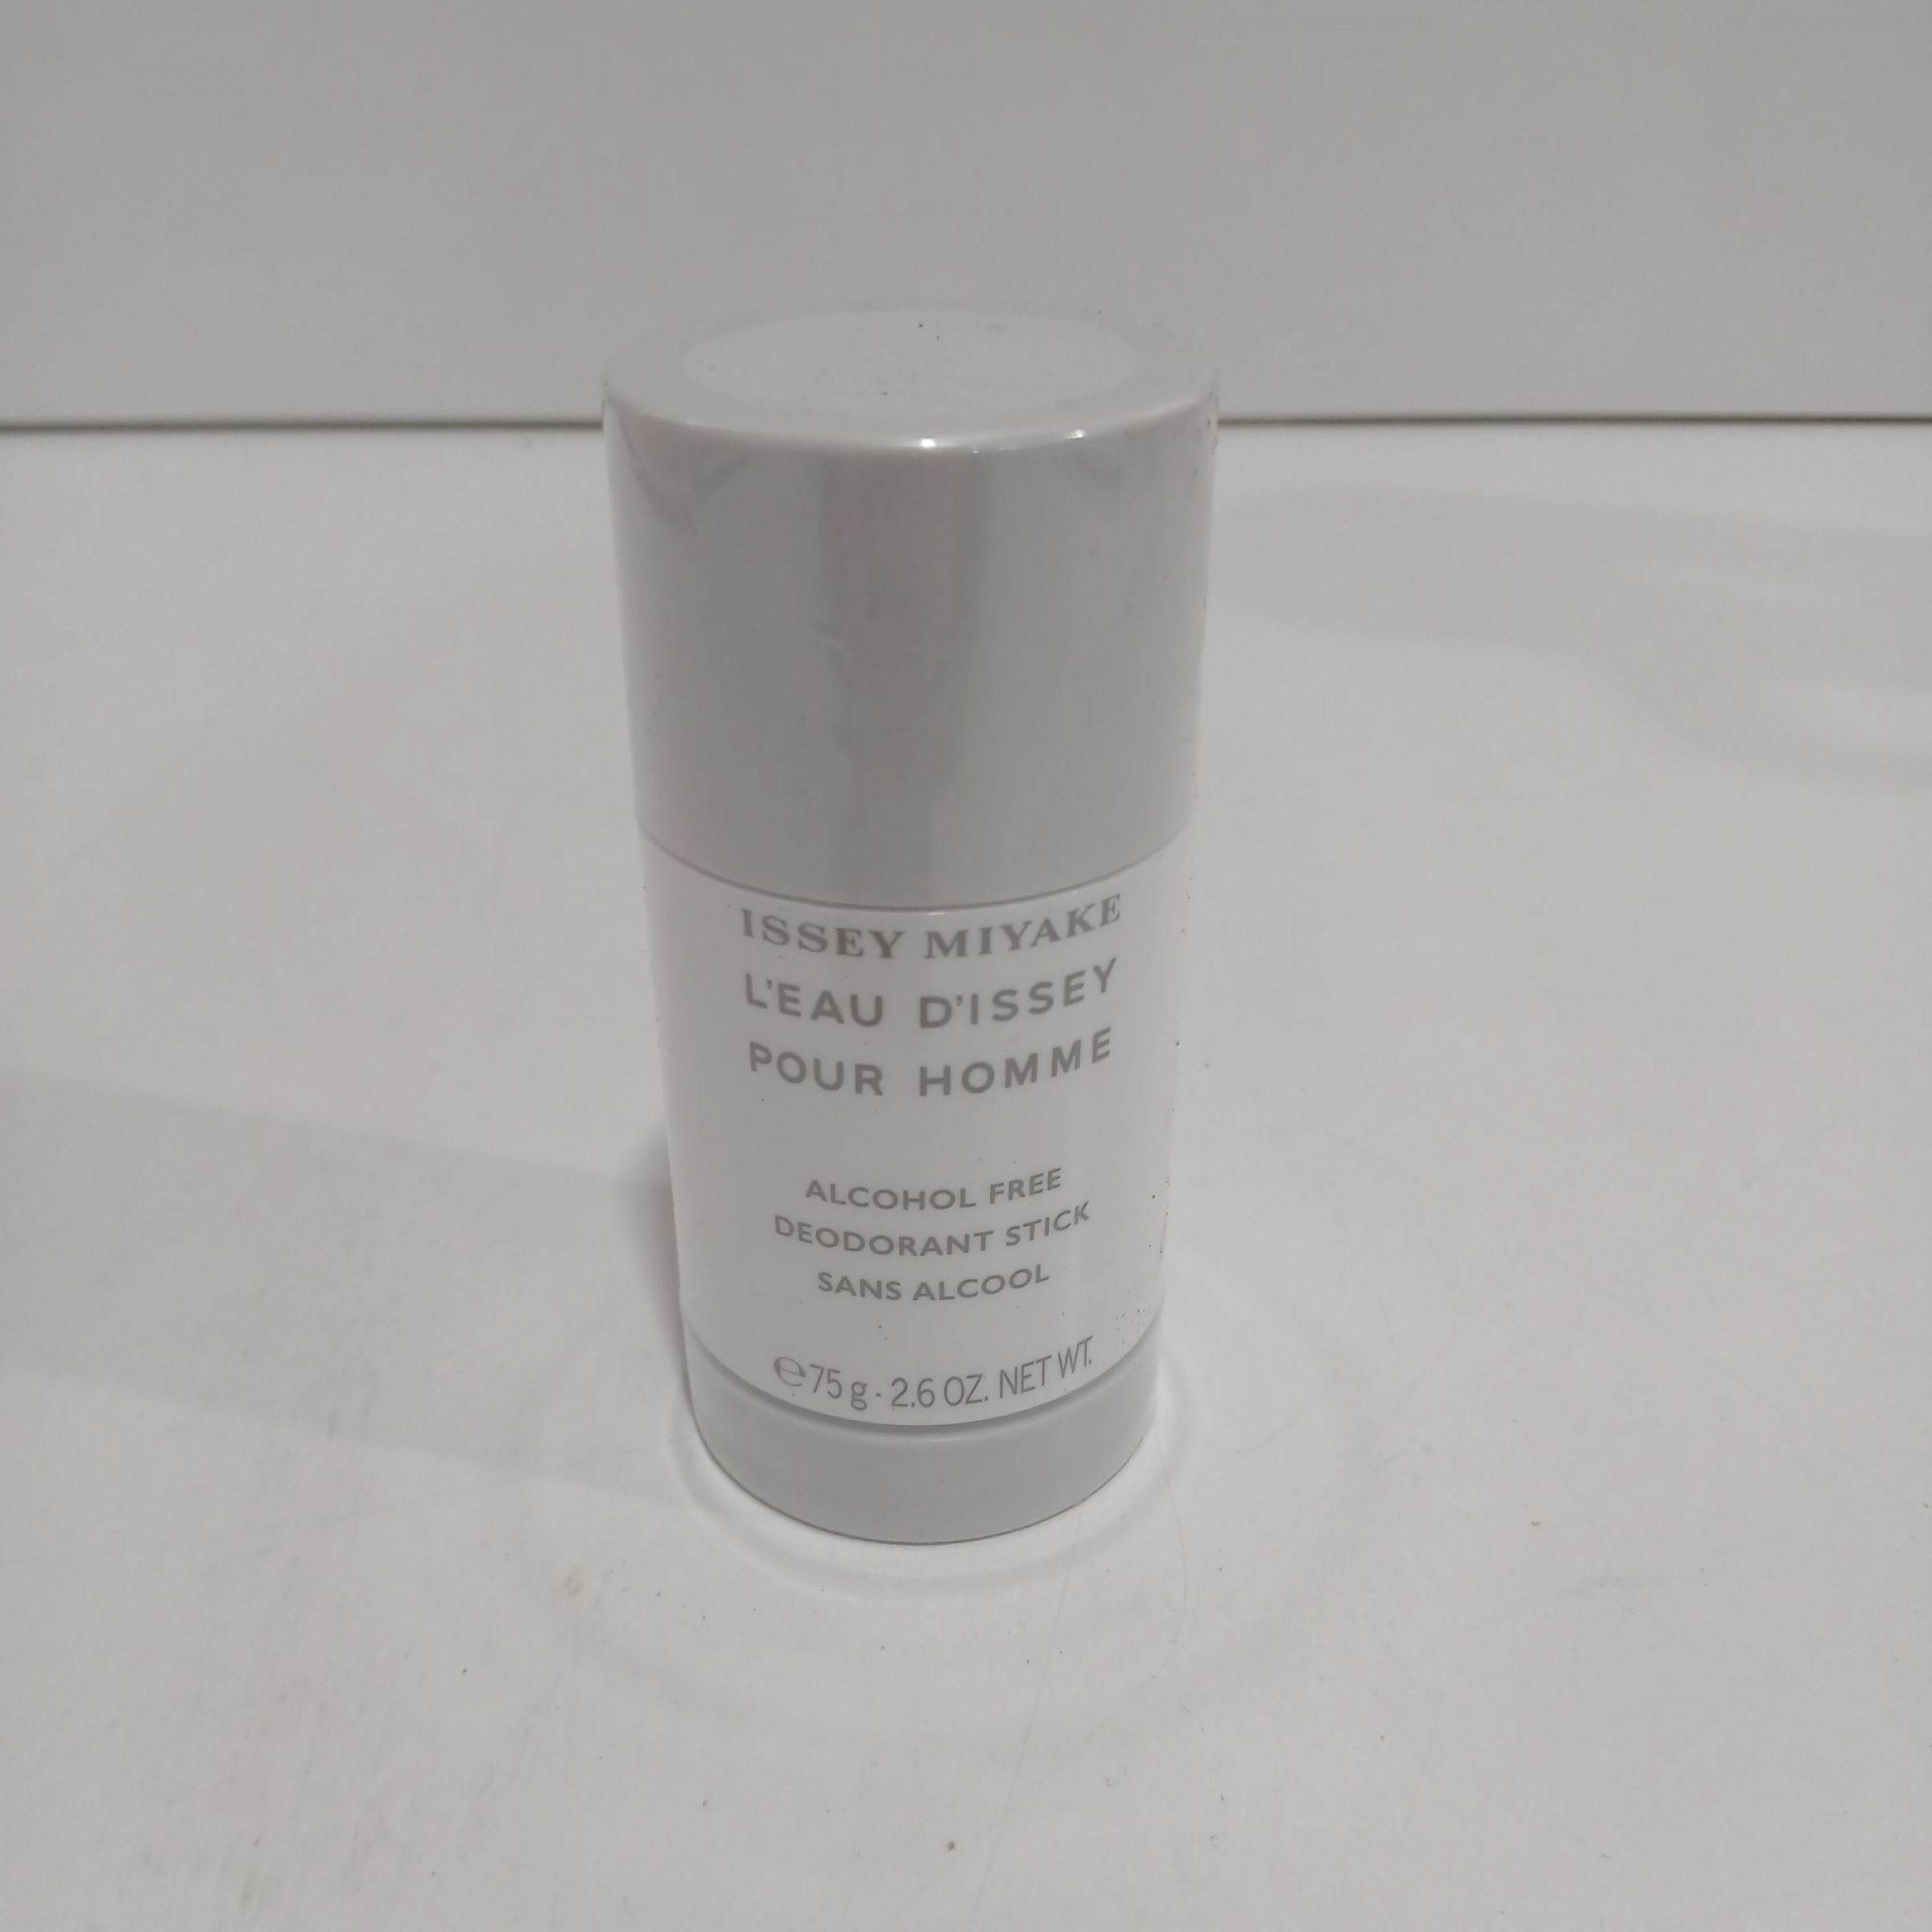 ISSEY MIYAKE
L'EAU D'ISSEY
POUR HOMME
ALCOHOL FREE
DEODORANT STICK
SANS ALCOOL
℮75 g · 2.6 OZ. NET WT.